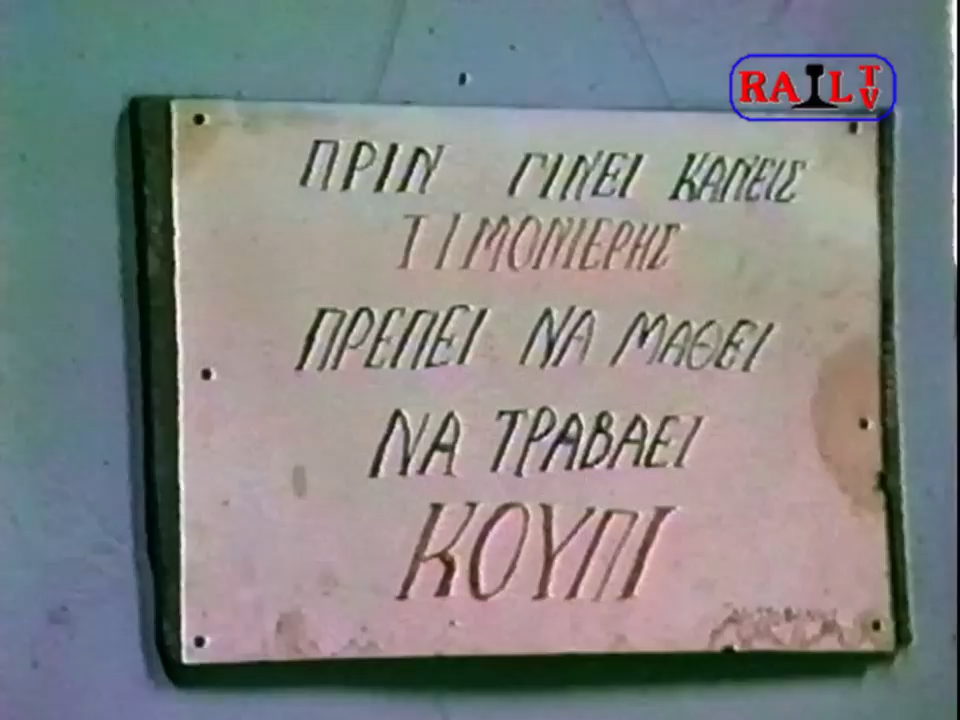 RAIL TV
ΠΡΙΝ ΓΙΝΕΙ ΚΑΝΕΙΣ
ΤΙΜΟΝΙΕΡΗΣ
ΠΡΕΠΕΙ ΝΑ ΜΑΘΕΙ
ΝΑ ΤΡΑΒΑΕΙ
ΚΟΥΠΙ